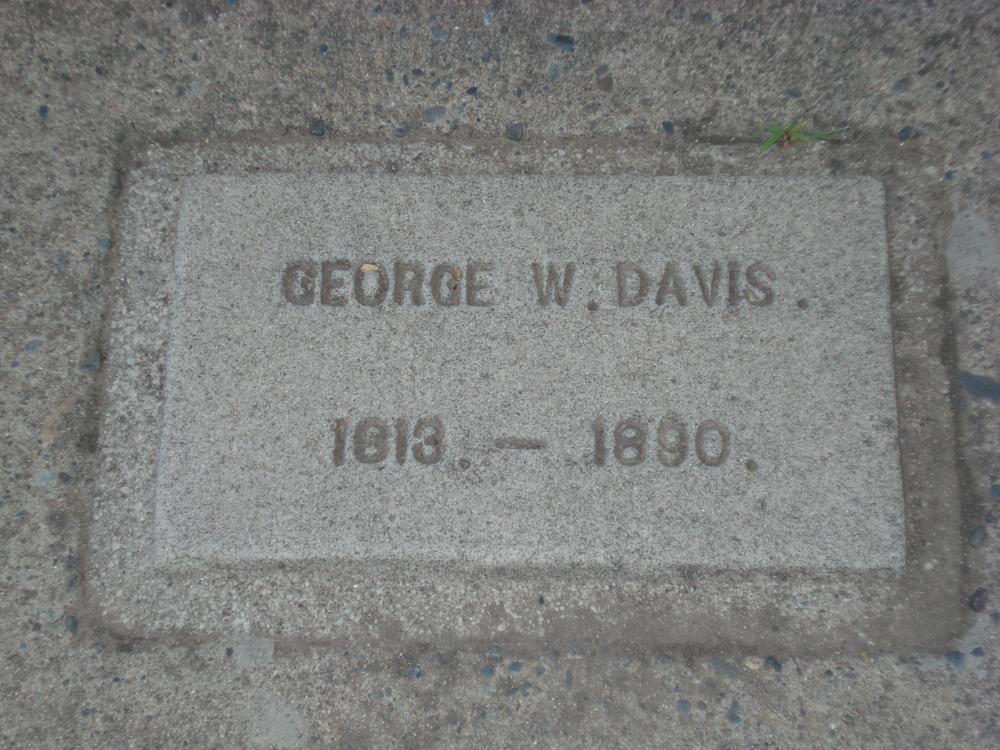 GEORGE W. DAVIS.
1813. — 1890.